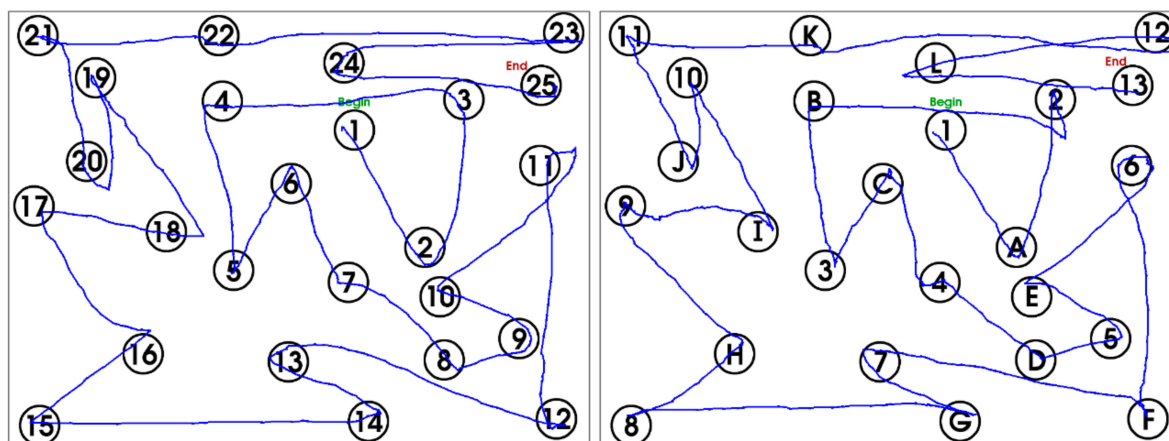 21 22 23
24
19 End
4 3 25
Begin
1
20 11
6
17
18 2
5 7 10
9
16 13 8
15 14 12
11 K 12
L
10 End
B 2 13
Begin
1
J 6
C
9
I A
3 4 E
5
H 7 D
8 G F